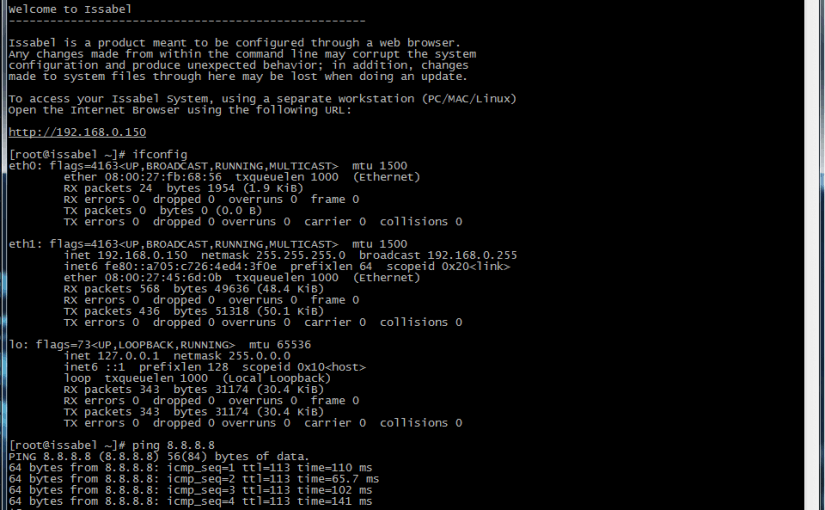 Welcome to Issabel
----------------------------------------------------
Issabel is a product meant to be configured through a web browser.
Any changes made from within the command line may corrupt the system
configuration and produce unexpected behavior; in addition, changes
made to system files through here may be lost when doing an update.
To access your Issabel System, using a separate workstation (PC/MAC/Linux)
Open the Internet Browser using the following URL:
http://192.168.0.150
[root@issabel ~]# ifconfig
eth0: flags=4163<UP,BROADCAST,RUNNING,MULTICAST>  mtu 1500
ether 08:00:27:fb:68:56  txqueuelen 1000  (Ethernet)
RX packets 24  bytes 1954 (1.9 KiB)
RX errors 0  dropped 0  overruns 0  frame 0
TX packets 0  bytes 0 (0.0 B)
TX errors 0  dropped 0 overruns 0  carrier 0  collisions 0
eth1: flags=4163<UP,BROADCAST,RUNNING,MULTICAST>  mtu 1500
inet 192.168.0.150  netmask 255.255.255.0  broadcast 192.168.0.255
inet6 fe80::a705:c726:4ed4:3f0e  prefixlen 64  scopeid 0x20<link>
ether 08:00:27:45:6d:0b  txqueuelen 1000  (Ethernet)
RX packets 568  bytes 49636 (48.4 KiB)
RX errors 0  dropped 0  overruns 0  frame 0
TX packets 436  bytes 51318 (50.1 KiB)
TX errors 0  dropped 0 overruns 0  carrier 0  collisions 0
lo: flags=73<UP,LOOPBACK,RUNNING>  mtu 65536
inet 127.0.0.1  netmask 255.0.0.0
inet6 ::1  prefixlen 128  scopeid 0x10<host>
loop  txqueuelen 1000  (Local Loopback)
RX packets 343  bytes 31174 (30.4 KiB)
RX errors 0  dropped 0  overruns 0  frame 0
TX packets 343  bytes 31174 (30.4 KiB)
TX errors 0  dropped 0 overruns 0  carrier 0  collisions 0
[root@issabel ~]# ping 8.8.8.8
PING 8.8.8.8 (8.8.8.8) 56(84) bytes of data.
64 bytes from 8.8.8.8: icmp_seq=1 ttl=113 time=110 ms
64 bytes from 8.8.8.8: icmp_seq=2 ttl=113 time=65.7 ms
64 bytes from 8.8.8.8: icmp_seq=3 ttl=113 time=102 ms
64 bytes from 8.8.8.8: icmp_seq=4 ttl=113 time=141 ms